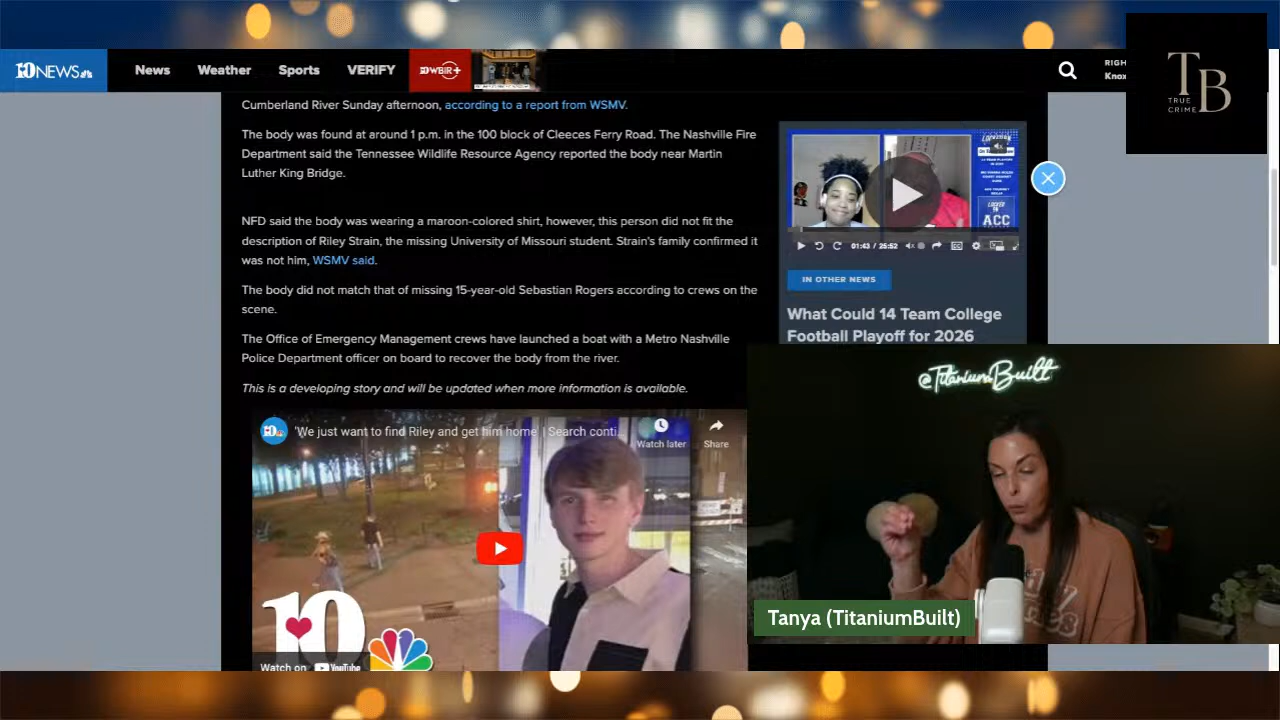 10NEWS
News
Weather
Sports
VERIFY
10WBIR+
RIGH
Knox
TB
TRUE
CRIME
Cumberland River Sunday afternoon, according to a report from WSMV.
The body was found at around 1 p.m. in the 100 block of Cleeces Ferry Road. The Nashville Fire
Department said the Tennessee Wildlife Resource Agency reported the body near Martin
Luther King Bridge.
NFD said the body was wearing a maroon-colored shirt, however, this person did not fit the
description of Riley Strain, the missing University of Missouri student. Strain's family confirmed it
was not him, WSMV said.
The body did not match that of missing 15-year-old Sebastian Rogers according to crews on the
scene.
The Office of Emergency Management crews have launched a boat with a Metro Nashville
Police Department officer on board to recover the body from the river.
This is a developing story and will be updated when more information is available.
LOCKED TO
ACC
01:43 / 25:52
IN OTHER NEWS
What Could 14 Team College
Football Playoff for 2026
'We just want to find Riley and get him home' | Search conti...
Watch later
Share
10
Watch on YouTube
@TitaniumBuilt
Tanya (TitaniumBuilt)